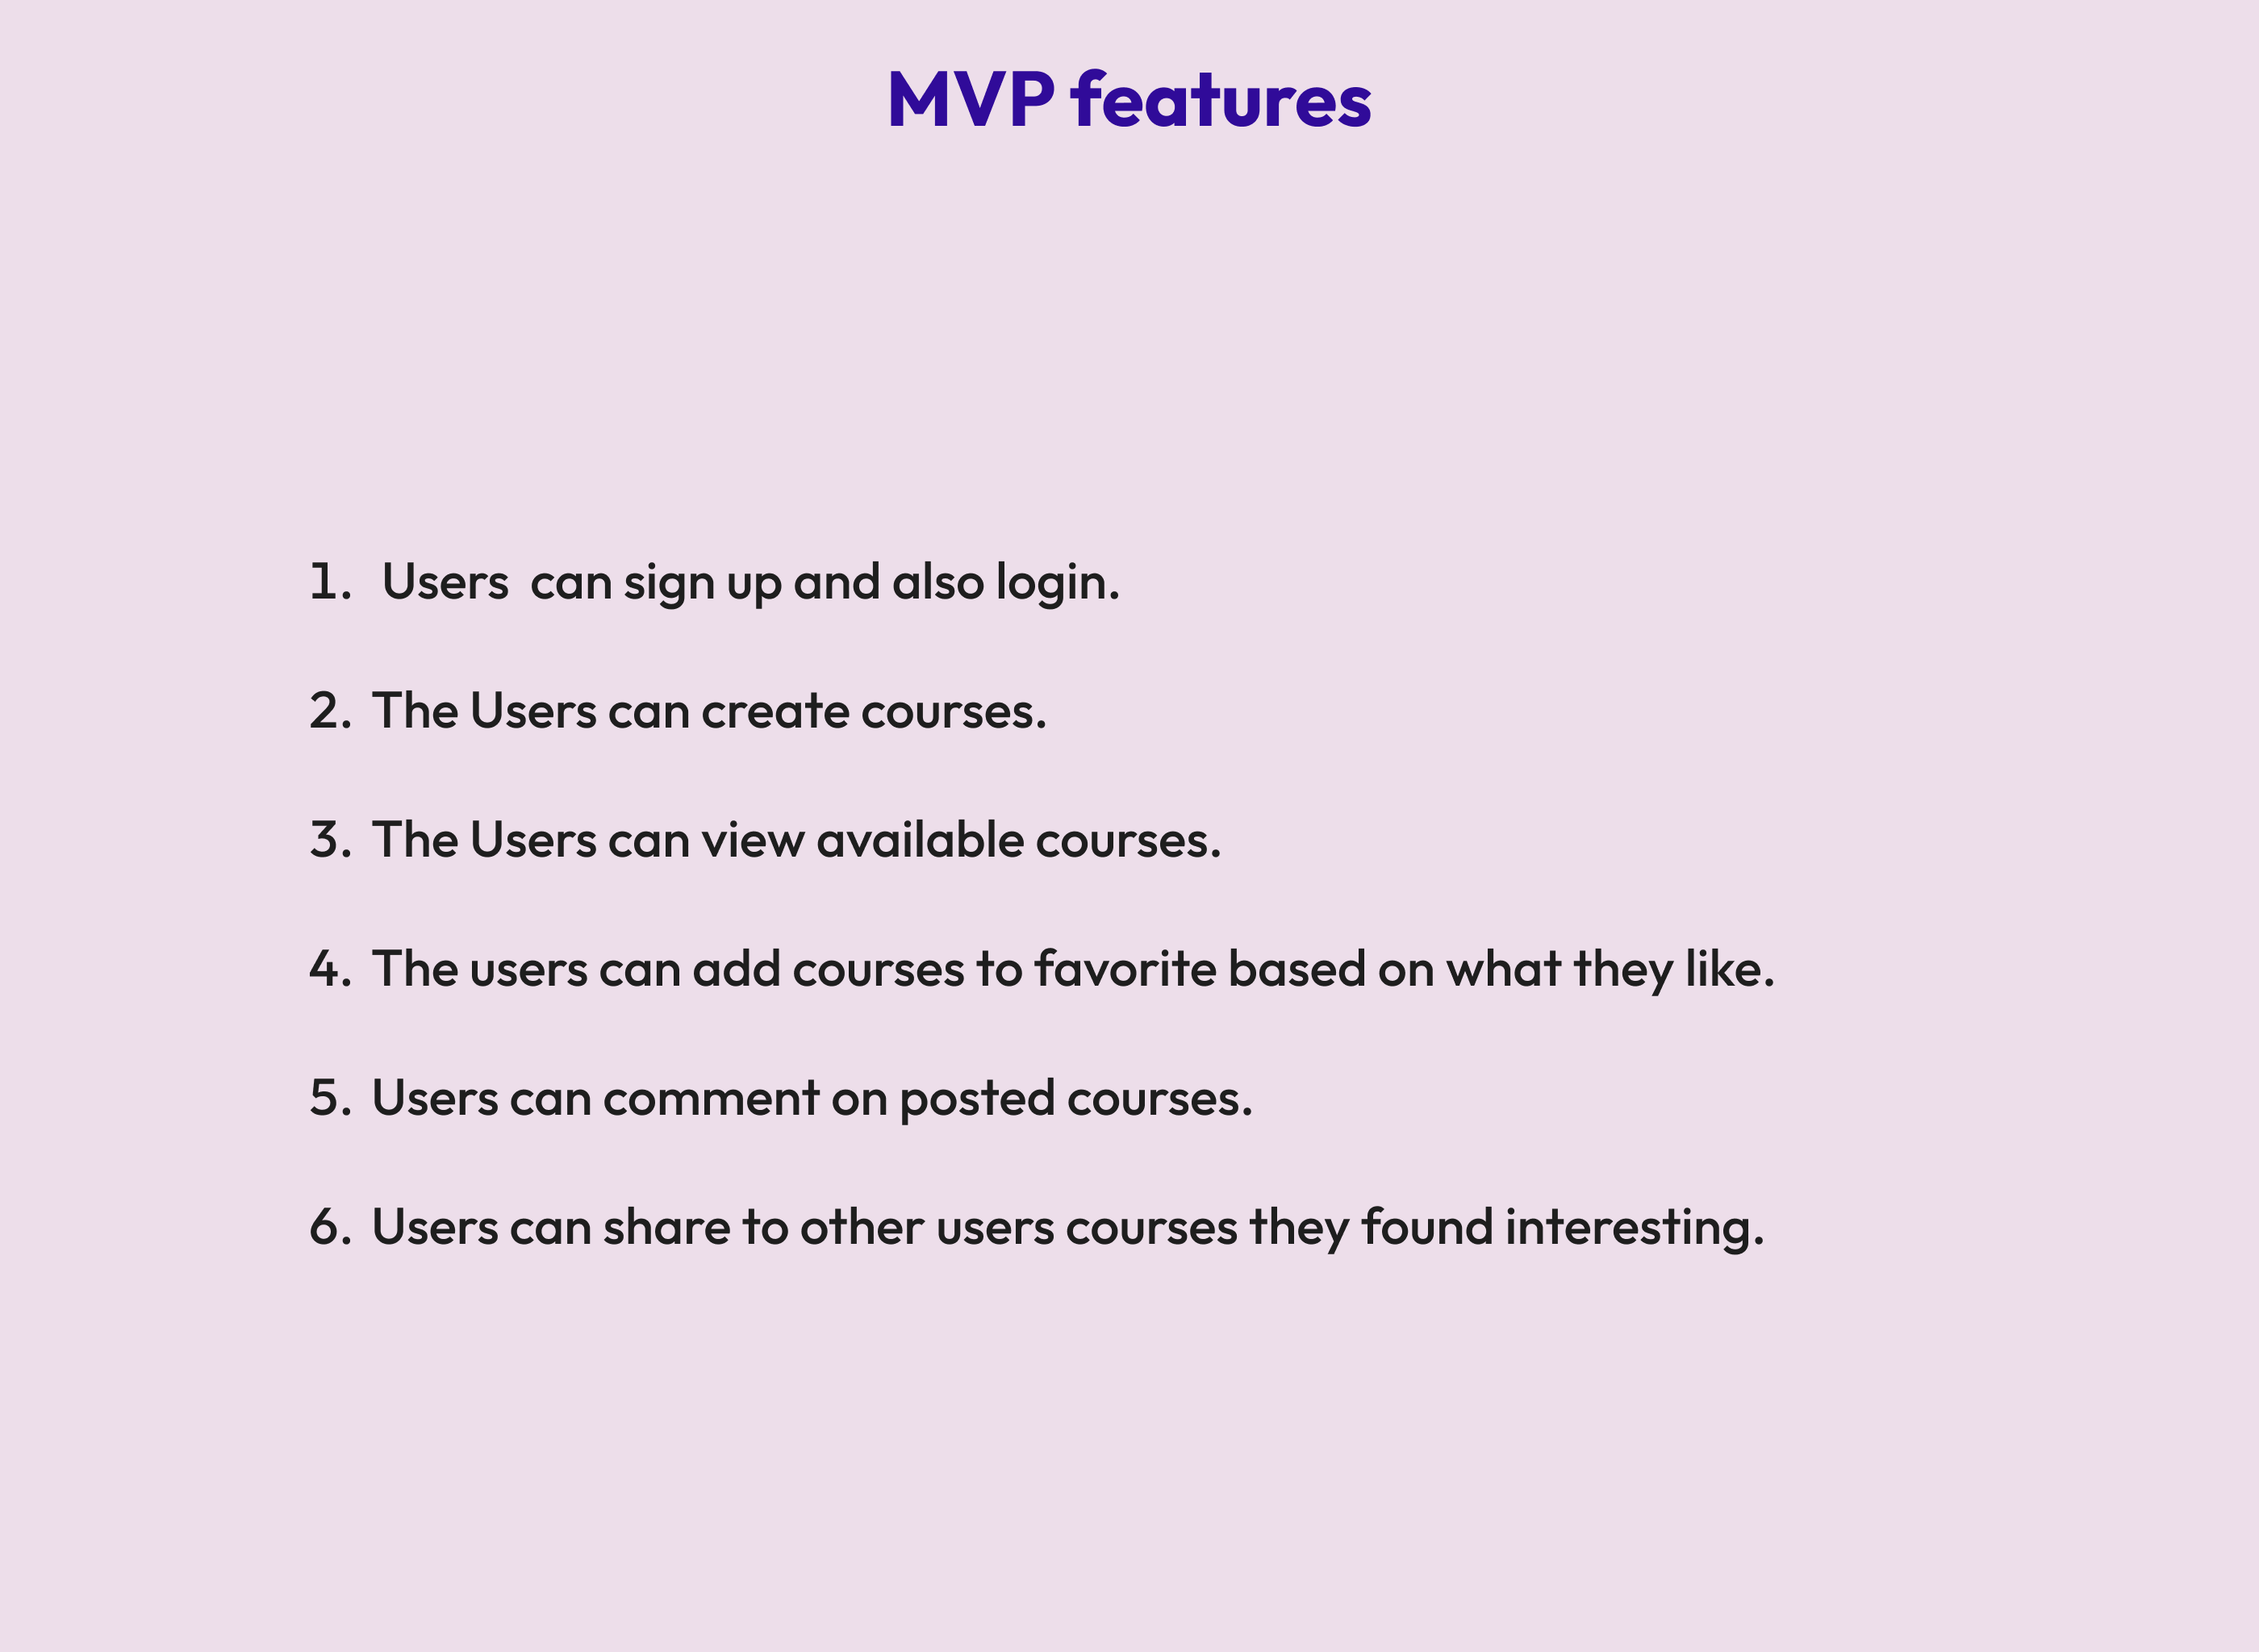 MVP features
1. Users can sign up and also login.
2. The Users can create courses.
3. The Users can view available courses.
4. The users can add courses to favorite based on what they like.
5. Users can comment on posted courses.
6. Users can share to other users courses they found interesting.